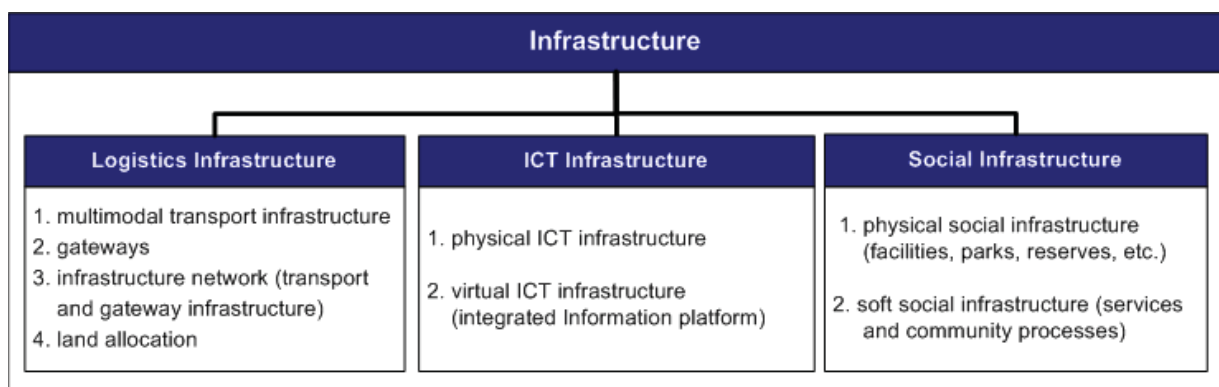 Infrastructure
Logistics Infrastructure
1. multimodal transport infrastructure
2. gateways
3. infrastructure network (transport
and gateway infrastructure)
4. land allocation
ICT Infrastructure
1. physical ICT infrastructure
2. virtual ICT infrastructure
(integrated Information platform)
Social Infrastructure
1. physical social infrastructure
(facilities, parks, reserves, etc.)
2. soft social infrastructure (services
and community processes)